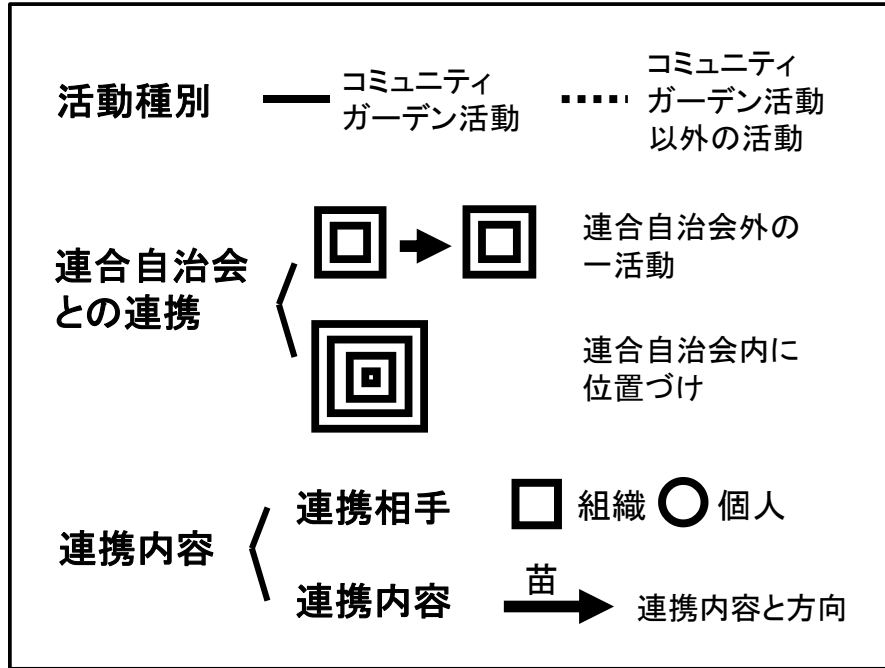 活動種別
コミュニティ
ガーデン活動
コミュニティ
ガーデン活動
以外の活動
連合自治会
との連携
連合自治会外の
一活動
連合自治会内に
位置づけ
連携内容
連携相手
組織
個人
連携内容
苗
連携内容と方向